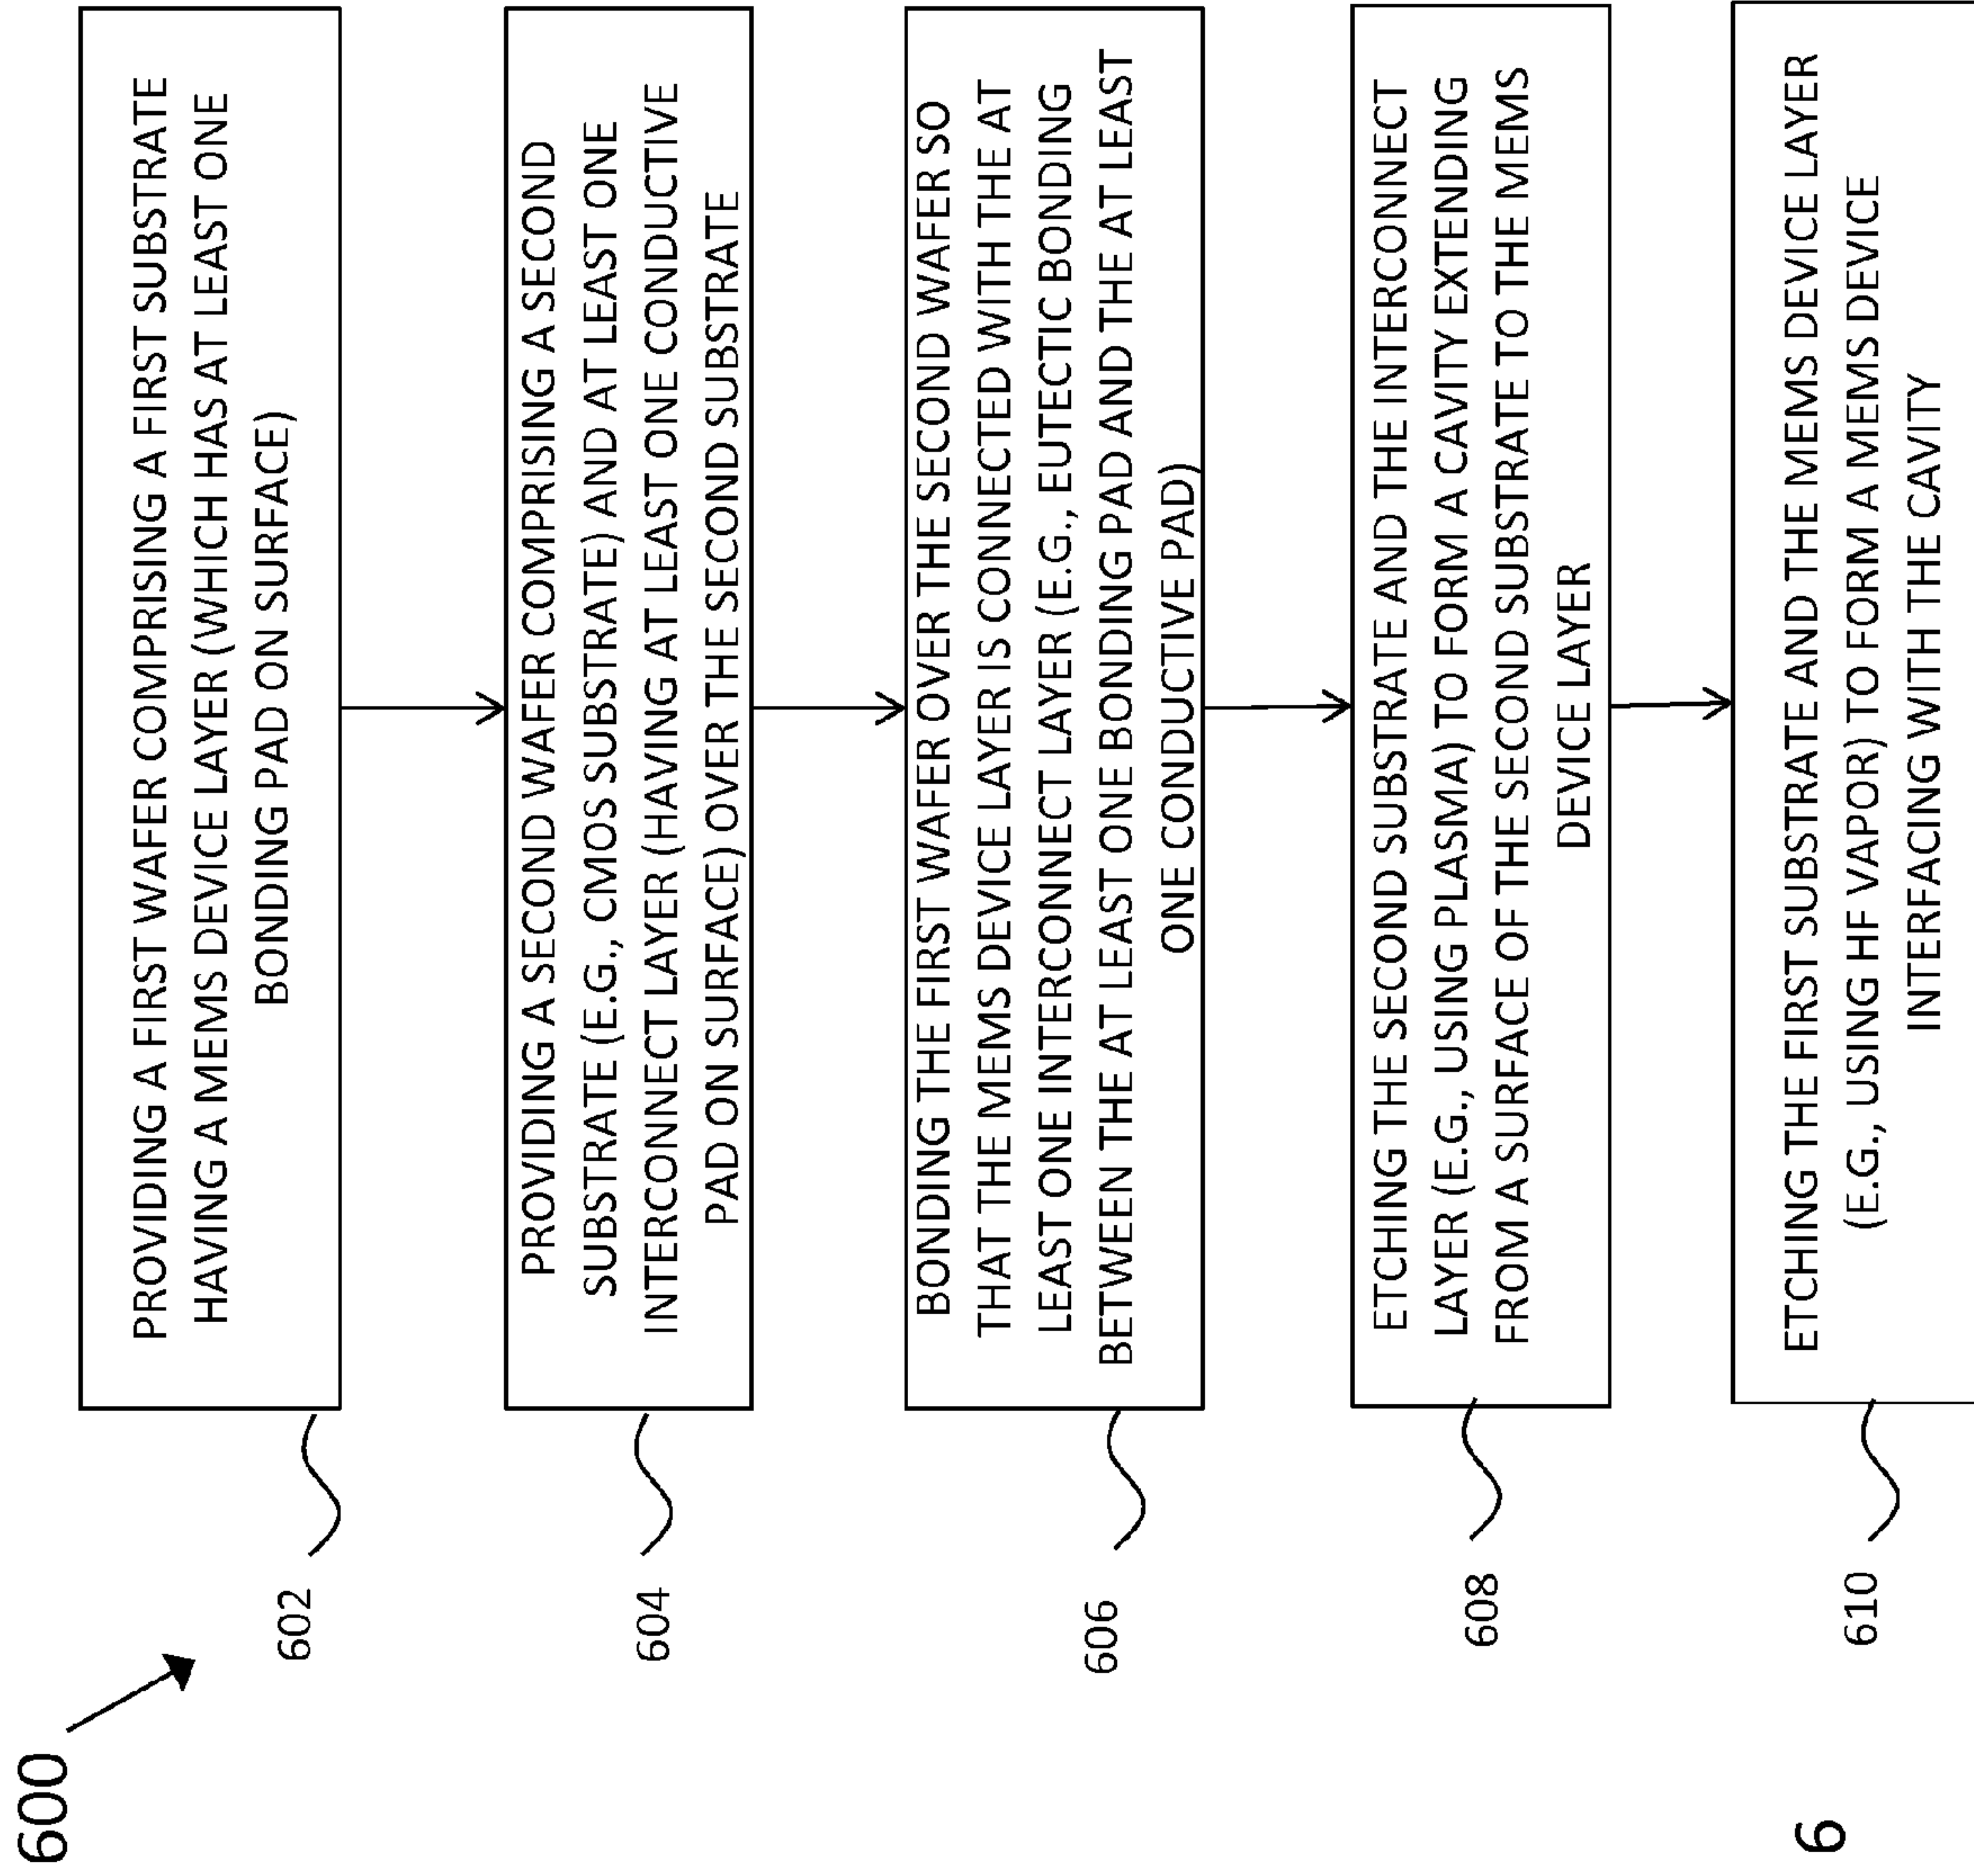 600
602
PROVIDING A FIRST WAFER COMPRISING A FIRST SUBSTRATE
HAVING A MEMS DEVICE LAYER (WHICH HAS AT LEAST ONE
BONDING PAD ON SURFACE)
604
PROVIDING A SECOND WAFER COMPRISING A SECOND
SUBSTRATE (E.G., CMOS SUBSTRATE) AND AT LEAST ONE
INTERCONNECT LAYER (HAVING AT LEAST ONE CONDUCTIVE
PAD ON SURFACE) OVER THE SECOND SUBSTRATE
606
BONDING THE FIRST WAFER OVER THE SECOND WAFER SO
THAT THE MEMS DEVICE LAYER IS CONNECTED WITH THE AT
LEAST ONE INTERCONNECT LAYER (E.G., EUTECTIC BONDING
BETWEEN THE AT LEAST ONE BONDING PAD AND THE AT LEAST
ONE CONDUCTIVE PAD)
608
ETCHING THE SECOND SUBSTRATE AND THE INTERCONNECT
LAYER (E.G., USING PLASMA) TO FORM A CAVITY EXTENDING
FROM A SURFACE OF THE SECOND SUBSTRATE TO THE MEMS
DEVICE LAYER
610
ETCHING THE FIRST SUBSTRATE AND THE MEMS DEVICE LAYER
(E.G., USING HF VAPOR) TO FORM A MEMS DEVICE
INTERFACING WITH THE CAVITY
6